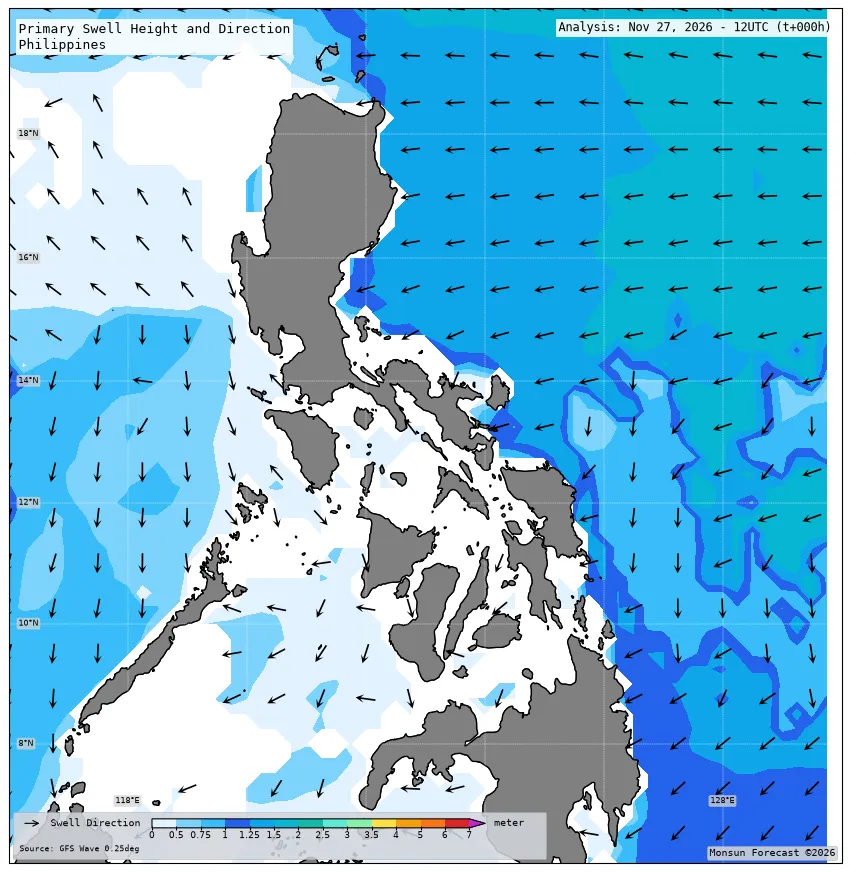 Primary Swell Height and Direction
Philippines
Analysis: Nov 27, 2026 - 12UTC (t+000h)
18°N
16°N
14°N
12°N
10°N
8°N
118°E
128°E
Swell Direction
meter
0 0.5 0.75 1 1.25 1.5 2 2.5 3 3.5 4 5 6 7
Source: GFS Wave 0.25deg
Monsun Forecast ©2026